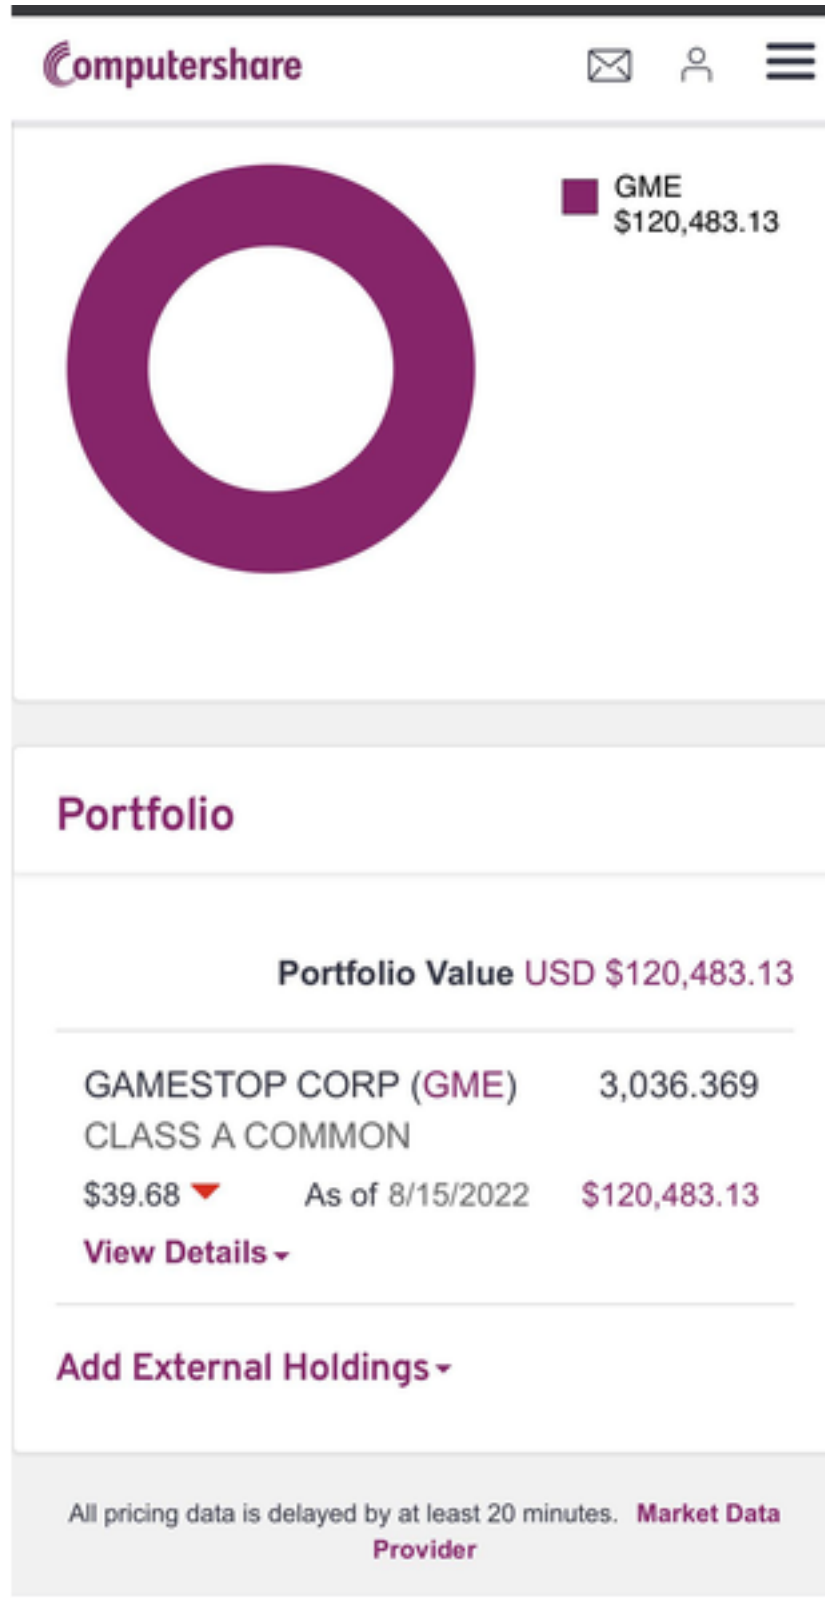 Computershare
GME
$120,483.13
Portfolio
Portfolio Value USD $120,483.13
GAMESTOP CORP (GME) 3,036.369
CLASS A COMMON
$39.68 As of 8/15/2022 $120,483.13
View Details
Add External Holdings
All pricing data is delayed by at least 20 minutes. Market Data
Provider